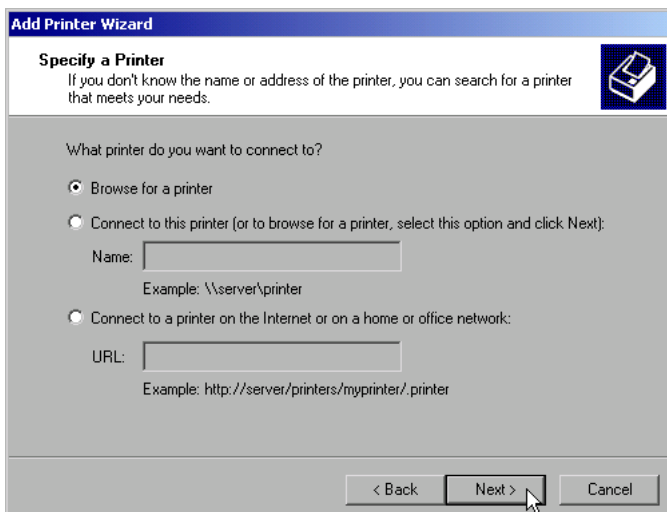 Add Printer Wizard
Specify a Printer
If you don't know the name or address of the printer, you can search for a printer
that meets your needs.
What printer do you want to connect to?
Browse for a printer
Connect to this printer (or to browse for a printer, select this option and click Next):
Name:
Example: \\server\printer
Connect to a printer on the Internet or on a home or office network:
URL:
Example: http://server/printers/myprinter/.printer
< Back Next > Cancel